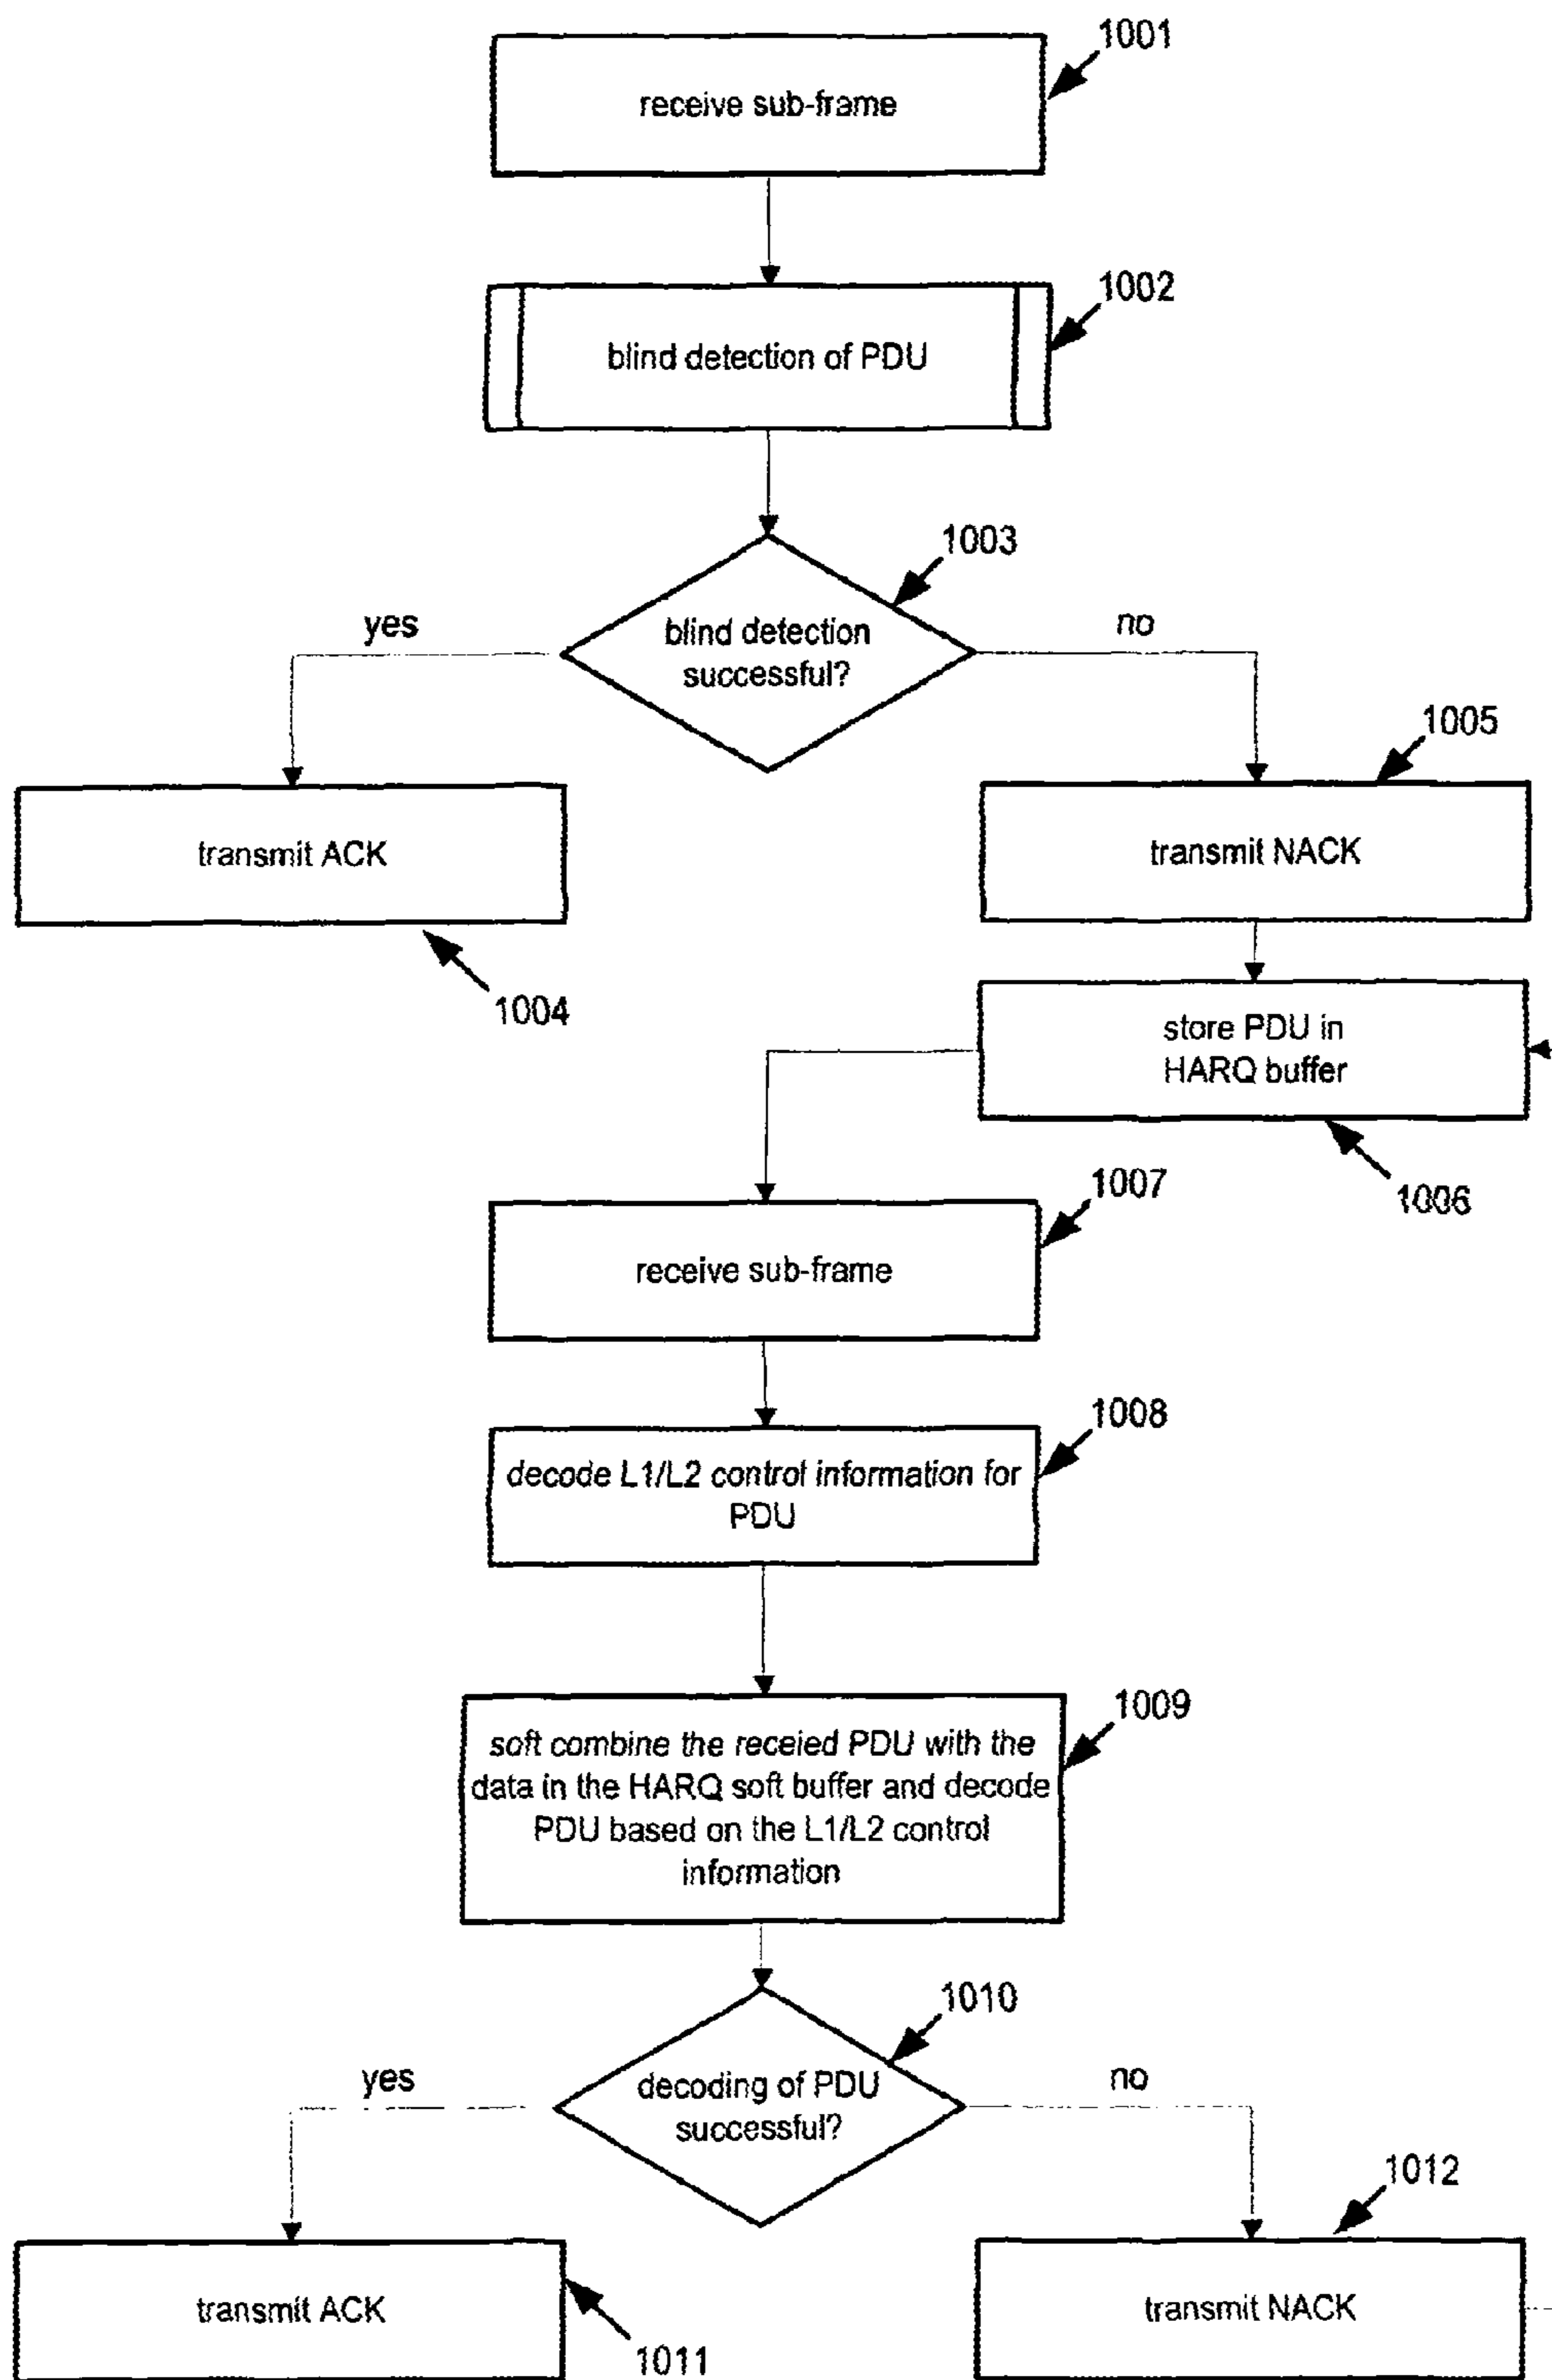 1001
receive sub-frame
1002
blind detection of PDU
1003
yes
no
blind detection
successful?
1005
transmit ACK
transmit NACK
1004
store PDU in
HARQ buffer
1006
1007
receive sub-frame
1008
decode L1/L2 control information for
PDU
1009
soft combine the receied PDU with the
data in the HARQ soft buffer and decode
PDU based on the L1/L2 control
information
1010
yes
no
decoding of PDU
successful?
1012
transmit ACK
transmit NACK
1011